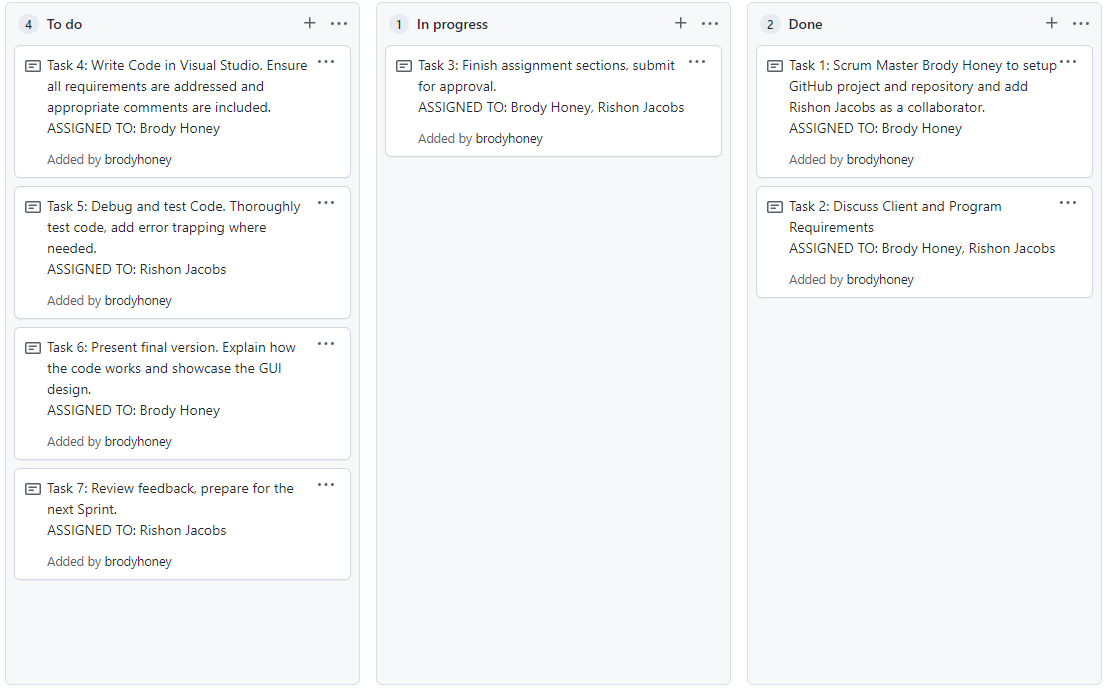 4 To do
Task 4: Write Code in Visual Studio. Ensure
all requirements are addressed and
appropriate comments are included.
ASSIGNED TO: Brody Honey
Added by brodyhoney
Task 5: Debug and test Code. Thoroughly
test code, add error trapping where
needed.
ASSIGNED TO: Rishon Jacobs
Added by brodyhoney
Task 6: Present final version. Explain how
the code works and showcase the GUI
design.
ASSIGNED TO: Brody Honey
Added by brodyhoney
Task 7: Review feedback, prepare for the
next Sprint.
ASSIGNED TO: Rishon Jacobs
Added by brodyhoney
1 In progress
Task 3: Finish assignment sections, submit
for approval.
ASSIGNED TO: Brody Honey, Rishon Jacobs
Added by brodyhoney
2 Done
Task 1: Scrum Master Brody Honey to setup
GitHub project and repository and add
Rishon Jacobs as a collaborator.
ASSIGNED TO: Brody Honey
Added by brodyhoney
Task 2: Discuss Client and Program
Requirements
ASSIGNED TO: Brody Honey, Rishon Jacobs
Added by brodyhoney